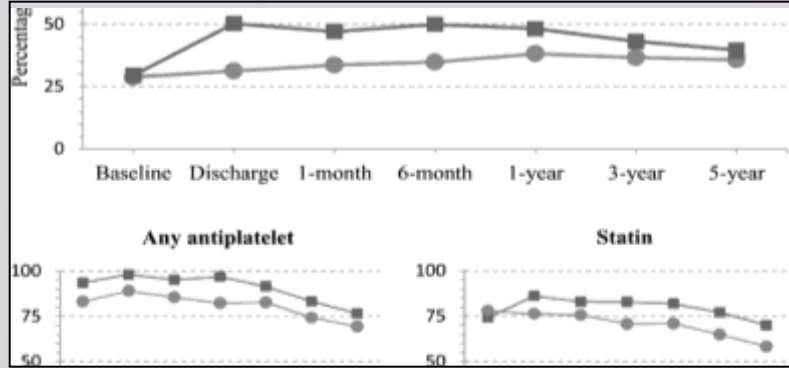 Percentag
50
25
0
Baseline Discharge 1-month 6-month 1-year 3-year 5-year
Any antiplatelet
Statin
100
75
50
100
75
50